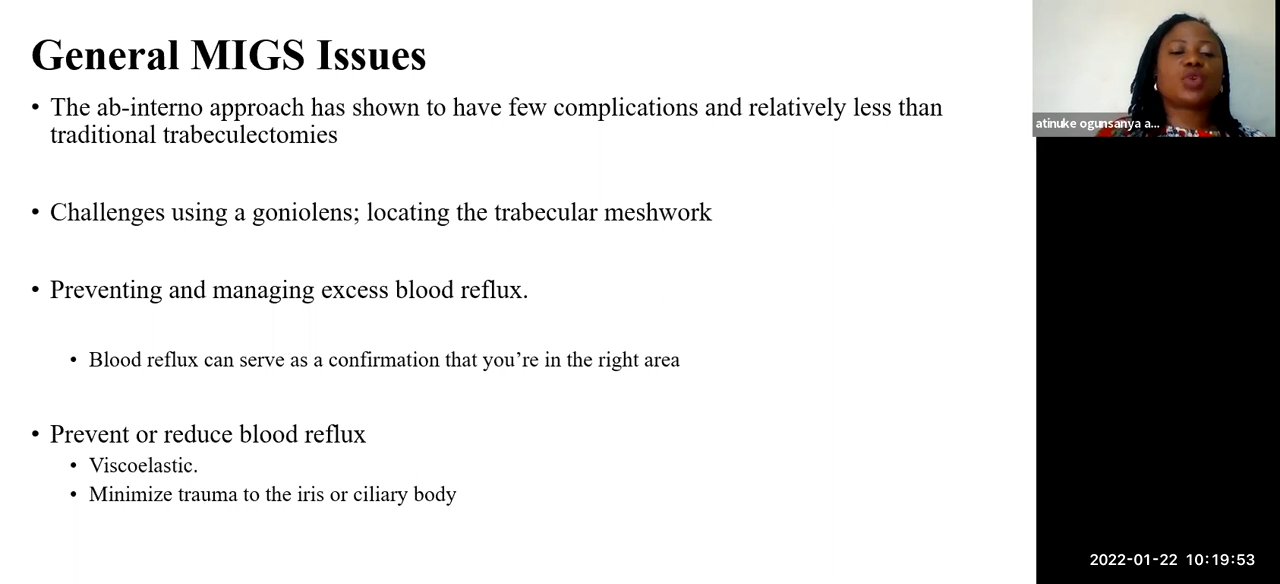 General MIGS Issues
• The ab-interno approach has shown to have few complications and relatively less than
traditional trabeculectomies
• Challenges using a goniolens; locating the trabecular meshwork
• Preventing and managing excess blood reflux.
• Blood reflux can serve as a confirmation that you’re in the right area
• Prevent or reduce blood reflux
• Viscoelastic.
• Minimize trauma to the iris or ciliary body
atinuke ogunsanya a...
2022-01-22 10:19:53